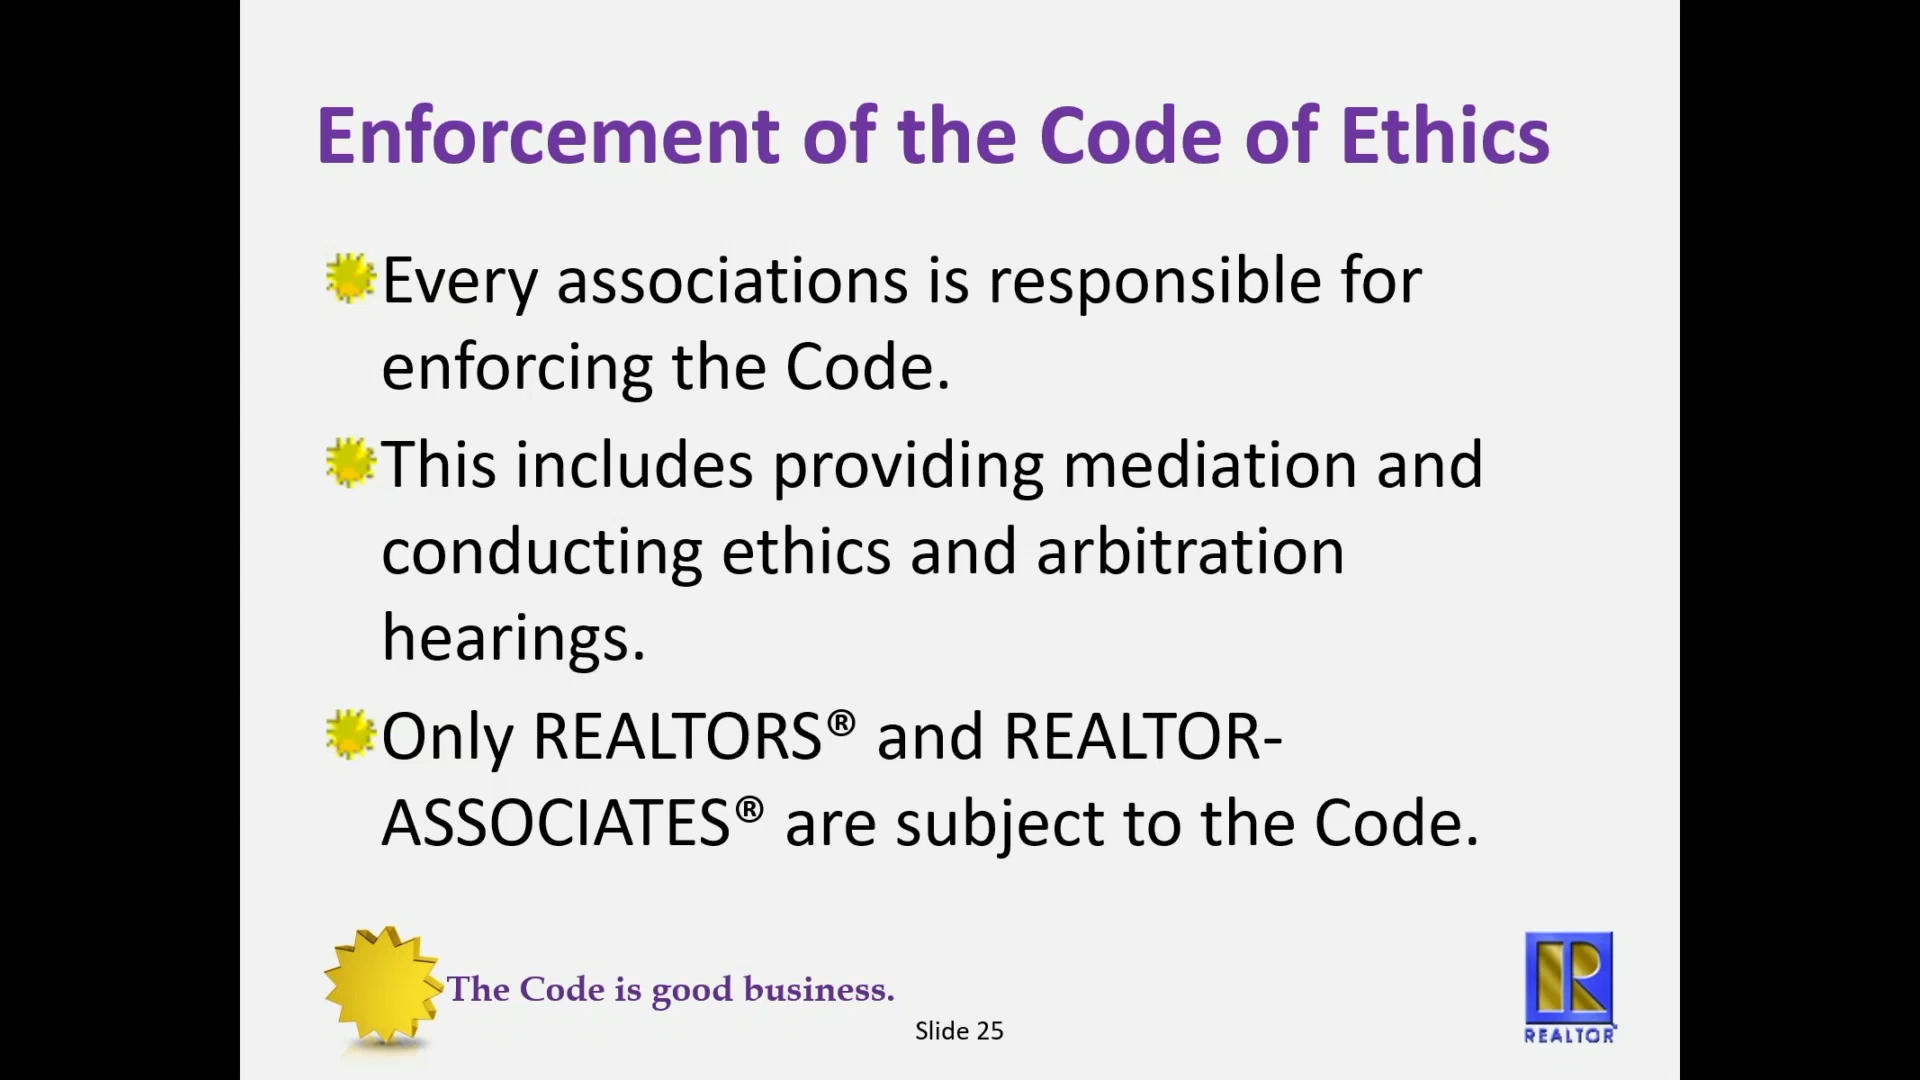 Enforcement of the Code of Ethics
Every associations is responsible for
enforcing the Code.
This includes providing mediation and
conducting ethics and arbitration
hearings.
Only REALTORS® and REALTOR-
ASSOCIATES® are subject to the Code.
The Code is good business.
Slide 25
R
REALTOR